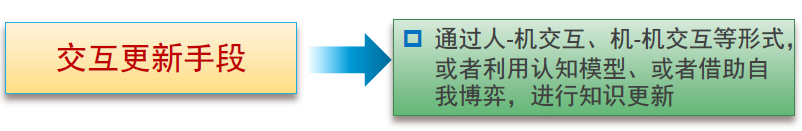 交互更新手段
通过人-机交互、机-机交互等形式，
或者利用认知模型、或者借助自
我博弈，进行知识更新